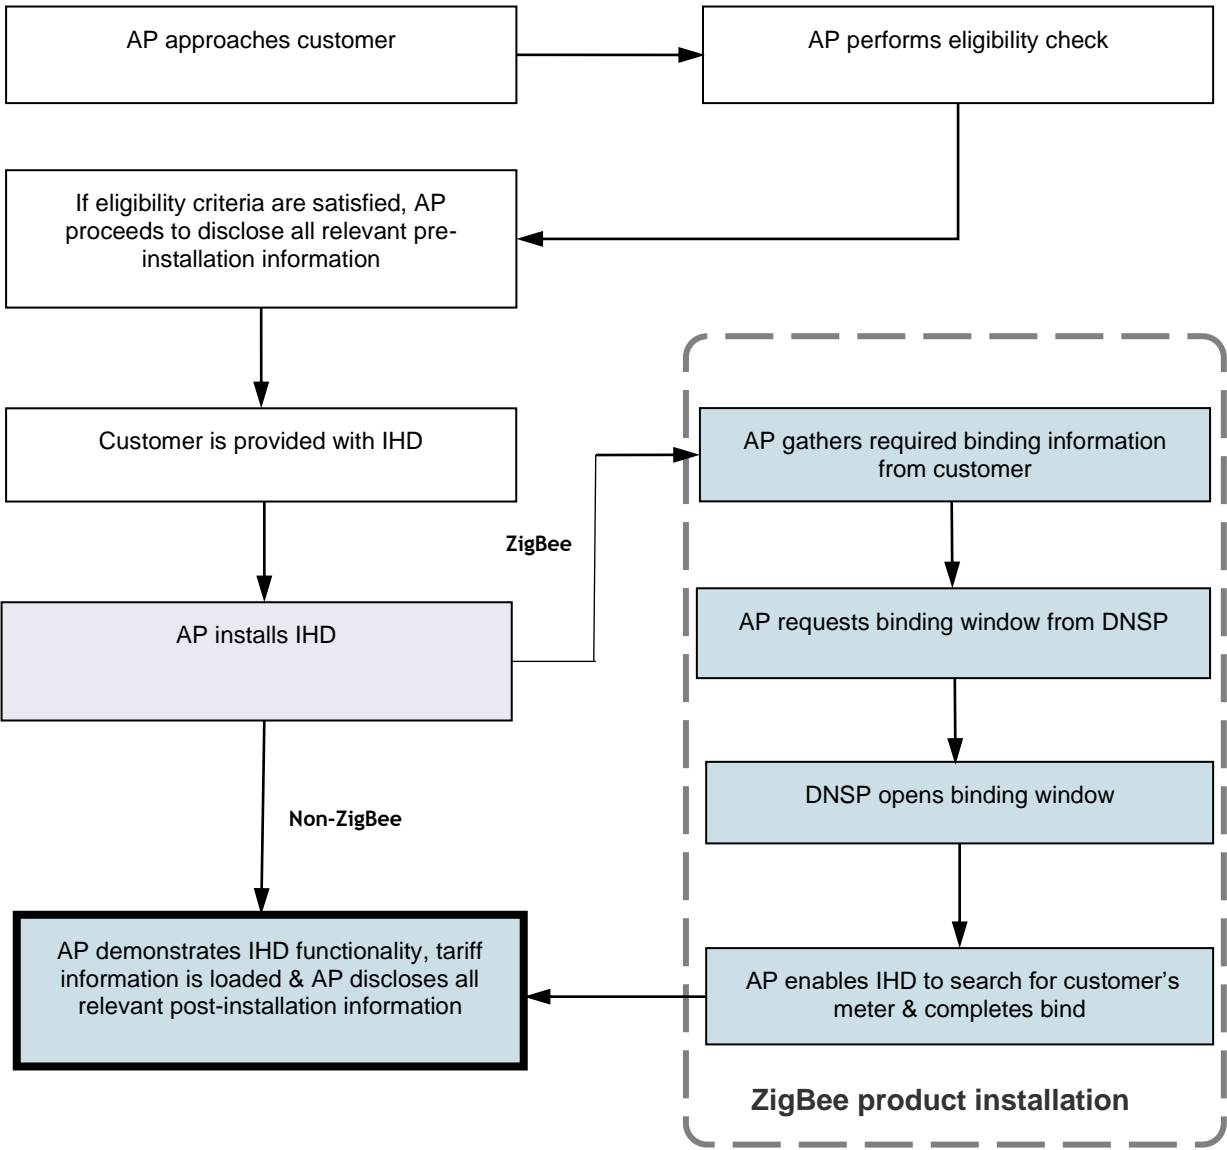 AP approaches customer
AP performs eligibility check
If eligibility criteria are satisfied, AP
proceeds to disclose all relevant pre-
installation information
Customer is provided with IHD
AP installs IHD
ZigBee
Non-ZigBee
AP gathers required binding information
from customer
AP requests binding window from DNSP
DNSP opens binding window
AP enables IHD to search for customer’s
meter & completes bind
ZigBee product installation
AP demonstrates IHD functionality, tariff
information is loaded & AP discloses all
relevant post-installation information